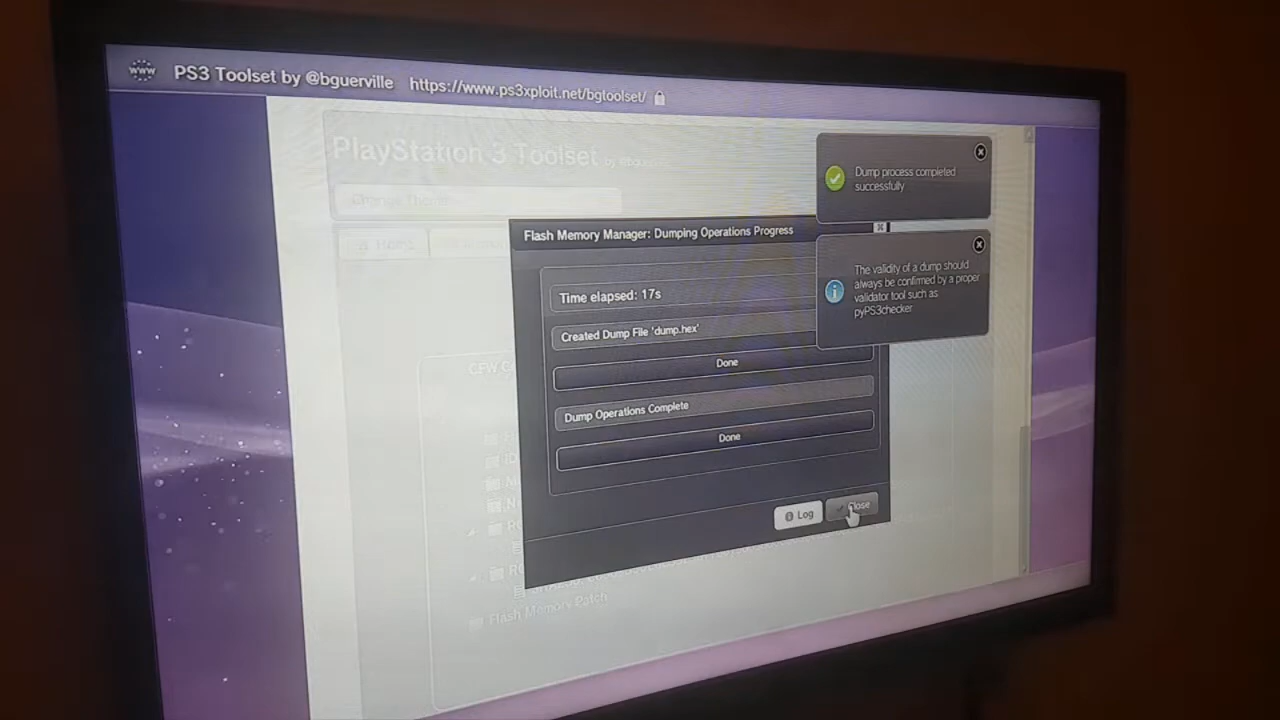 www
PS3 Toolset by @bguerville https://www.ps3xploit.net/bgtoolset/
PlayStation 3 Toolset
Dump process completed
successfully
Flash Memory Manager: Dumping Operations Progress
The validity of a dump should
always be confirmed by a proper
validator tool such as
pyPS3checker
Time elapsed: 17s
Created Dump File 'dump.hex'
Done
Dump Operations Complete
Done
Log
Close
Flash Memory Patch